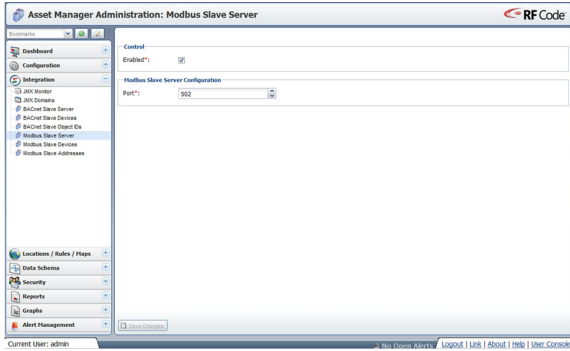 Asset Manager Administration: Modbus Slave Server
RF Code
Bookmarks
Dashboard
Configuration
Integration
JMX Monitor
JMX Domains
BACnet Slave Server
BACnet Slave Devices
BACnet Slave Object IDs
Modbus Slave Server
Modbus Slave Devices
Modbus Slave Addresses
Locations / Rules / Maps
Data Schema
Security
Reports
Graphs
Alert Management
Control
Enabled*:
Modbus Slave Server Configuration
Port*: 502
Save Changes
Current User: admin
No Open Alerts
Logout | Link | About | Help | User Console